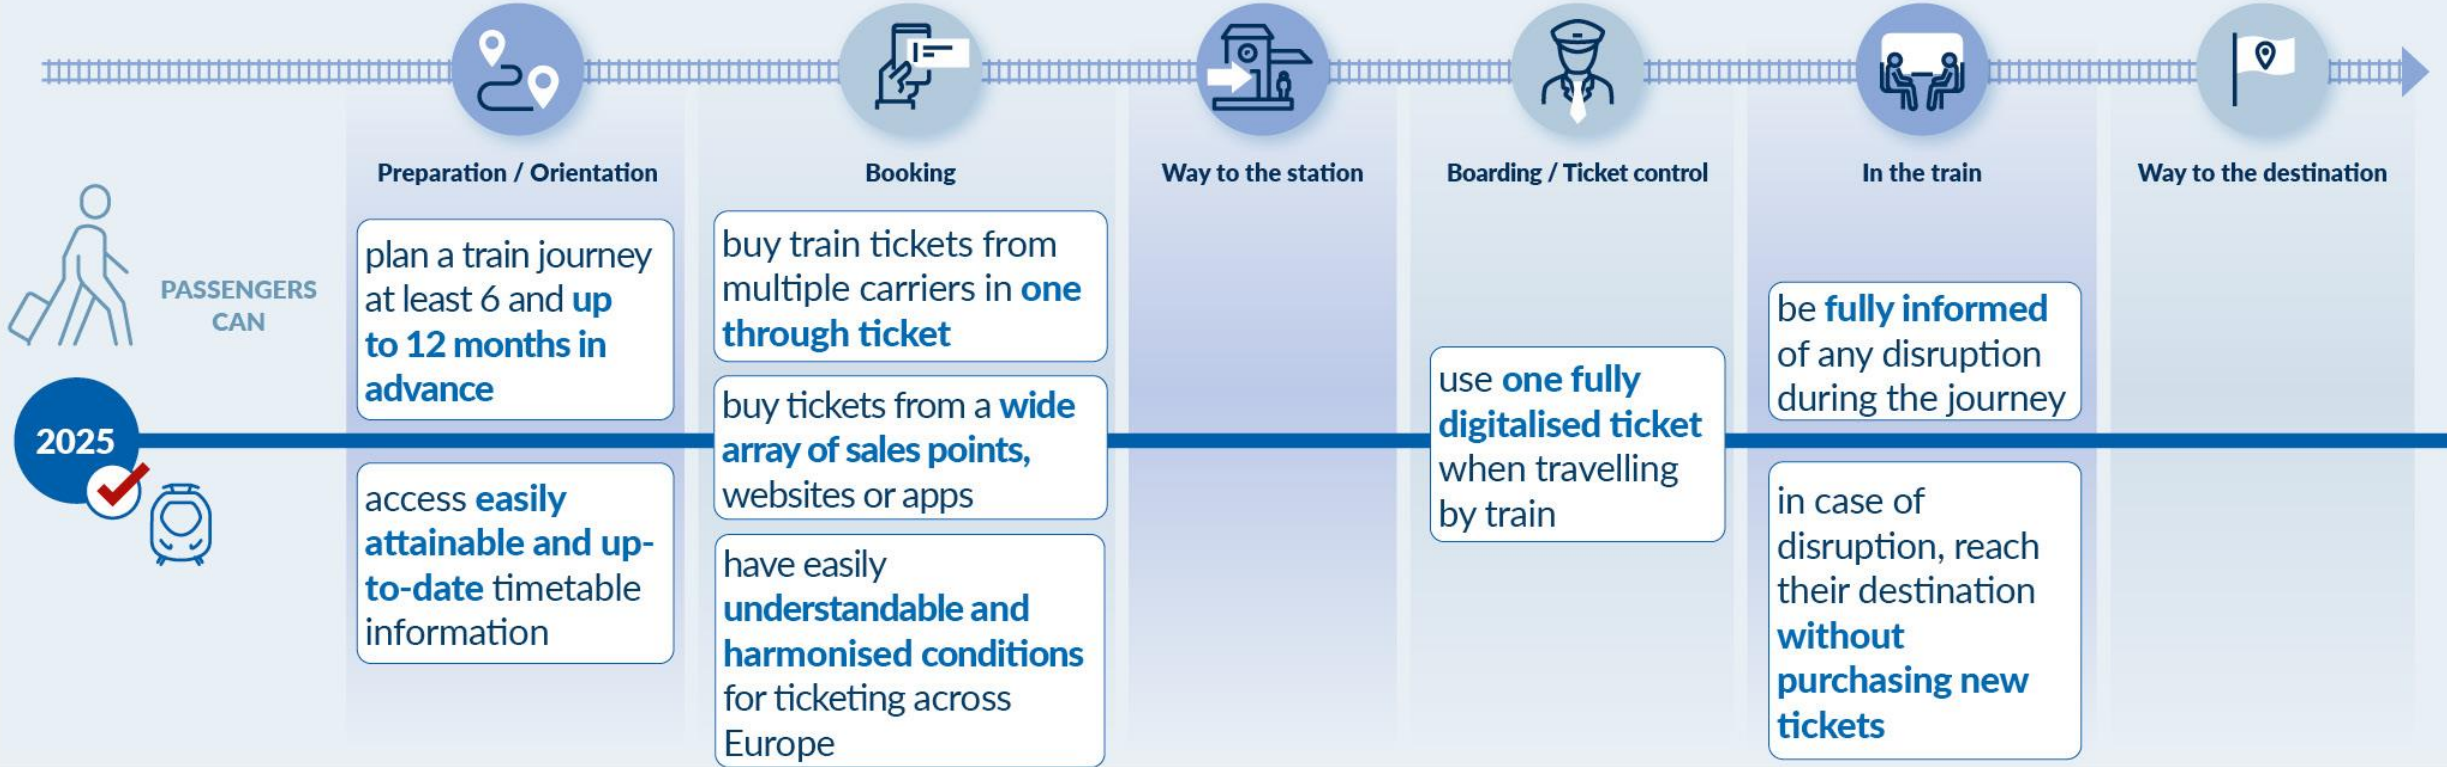 Preparation / Orientation
Booking
Way to the station
Boarding / Ticket control
In the train
Way to the destination
PASSENGERS
CAN
2025
plan a train journey
at least 6 and up
to 12 months in
advance
access easily
attainable and up-
to-date timetable
information
buy train tickets from
multiple carriers in one
through ticket
buy tickets from a wide
array of sales points,
websites or apps
have easily
understandable and
harmonised conditions
for ticketing across
Europe
use one fully
digitalised ticket
when travelling
by train
be fully informed
of any disruption
during the journey
in case of
disruption, reach
their destination
without
purchasing new
tickets